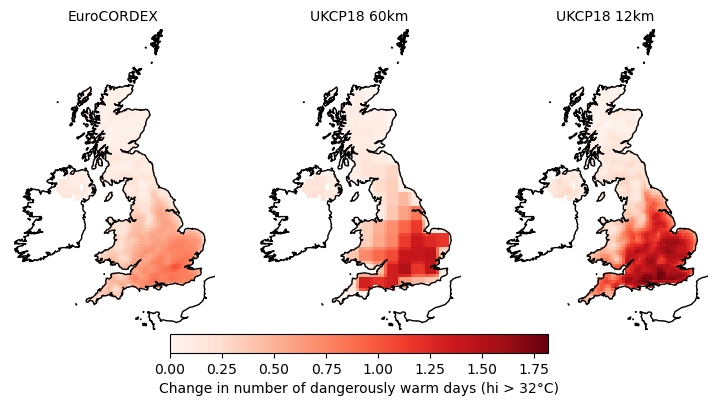 EuroCORDEX UKCP18 60km UKCP18 12km
0.00 0.25 0.50 0.75 1.00 1.25 1.50 1.75
Change in number of dangerously warm days (hi > 32°C)